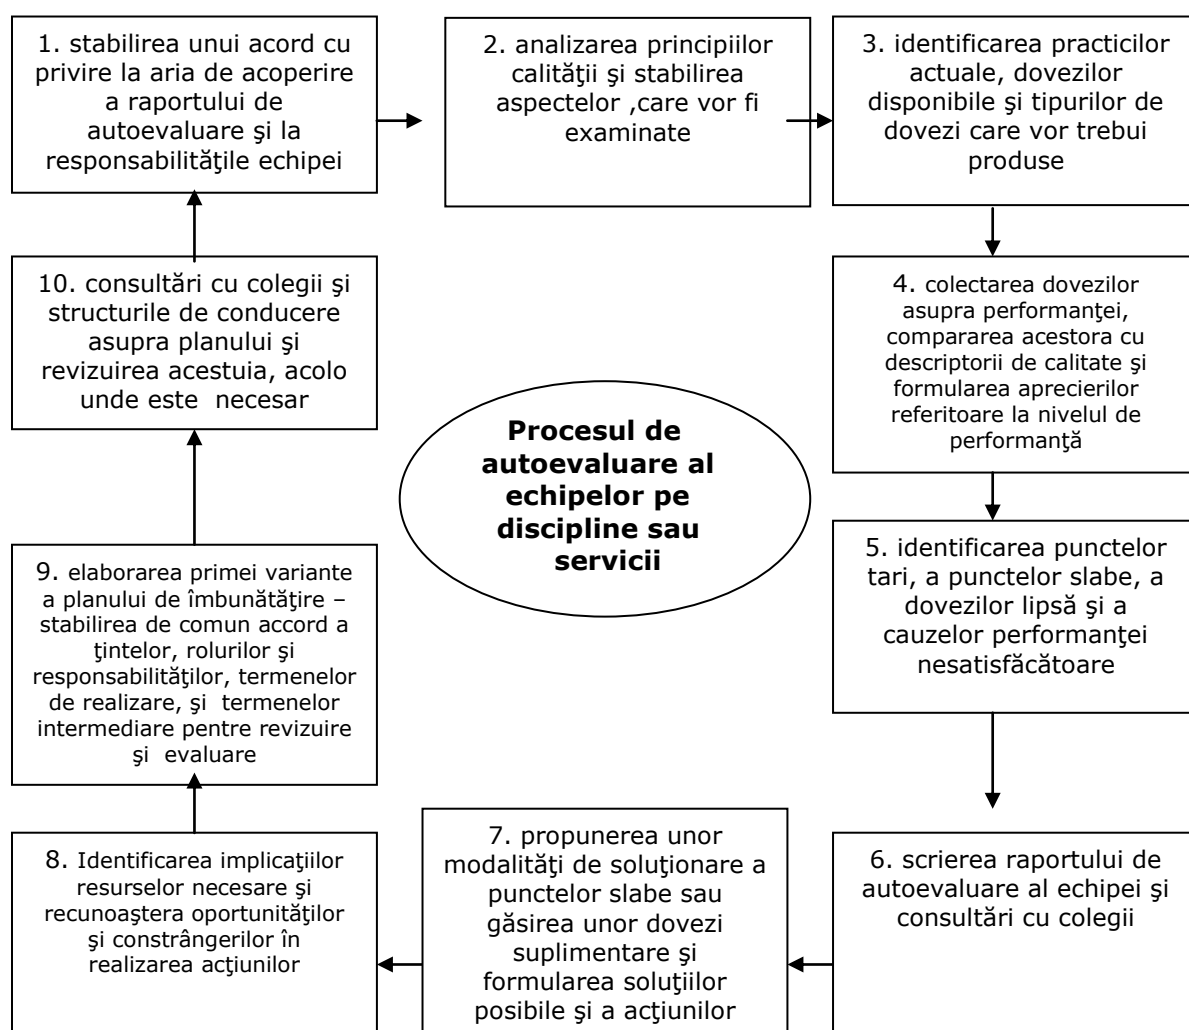 1. stabilirea unui acord cu
privire la aria de acoperire
a raportului de
autoevaluare şi la
responsabilităţile echipei
2. analizarea principiilor
calităţii şi stabilirea
aspectelor ,care vor fi
examinate
3. identificarea practicilor
actuale, dovezilor
disponibile şi tipurilor de
dovezi care vor trebui
produse
4. colectarea dovezilor
asupra performanţei,
compararea acestora cu
descriptorii de calitate şi
formularea aprecierilor
referitoare la nivelul de
performanţă
5. identificarea punctelor
tari, a punctelor slabe, a
dovezilor lipsă şi a
cauzelor performanţei
nesatisfăcătoare
6. scrierea raportului de
autoevaluare al echipei şi
consultări cu colegii
7. propunerea unor
modalităţi de soluţionare a
punctelor slabe sau
găsirea unor dovezi
suplimentare şi
formularea soluţiilor
posibile şi a acţiunilor
8. Identificarea implicaţiilor
resurselor necesare şi
recunoaştera oportunităţilor
şi constrângerilor în
realizarea acţiunilor
9. elaborarea primei variante
a planului de îmbunătăţire –
stabilirea de comun accord a
ţintelor, rolurilor şi
responsabilităţilor, termenelor
de realizare, şi termenelor
intermediare pentre revizuire
şi evaluare
10. consultări cu colegii şi
structurile de conducere
asupra planului şi
revizuirea acestuia, acolo
unde este necesar
Procesul de
autoevaluare al
echipelor pe
discipline sau
servicii